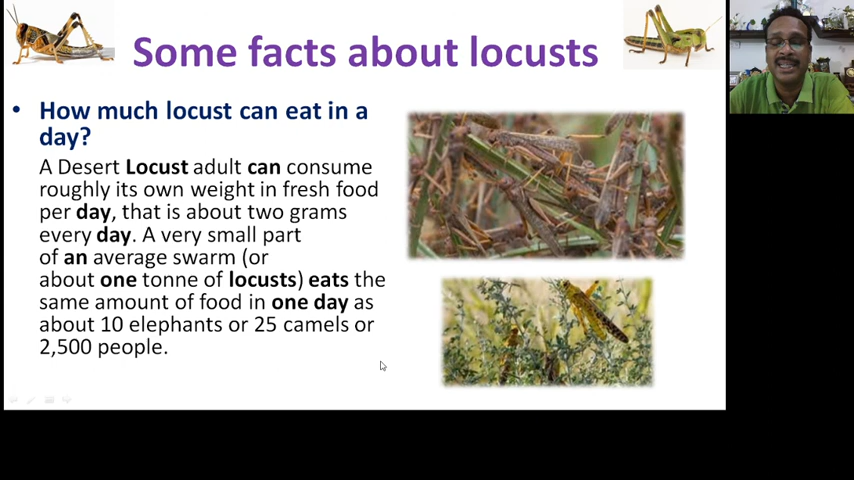 Some facts about locusts
• How much locust can eat in a
day?
A Desert Locust adult can consume
roughly its own weight in fresh food
per day, that is about two grams
every day. A very small part
of an average swarm (or
about one tonne of locusts) eats the
same amount of food in one day as
about 10 elephants or 25 camels or
2,500 people.